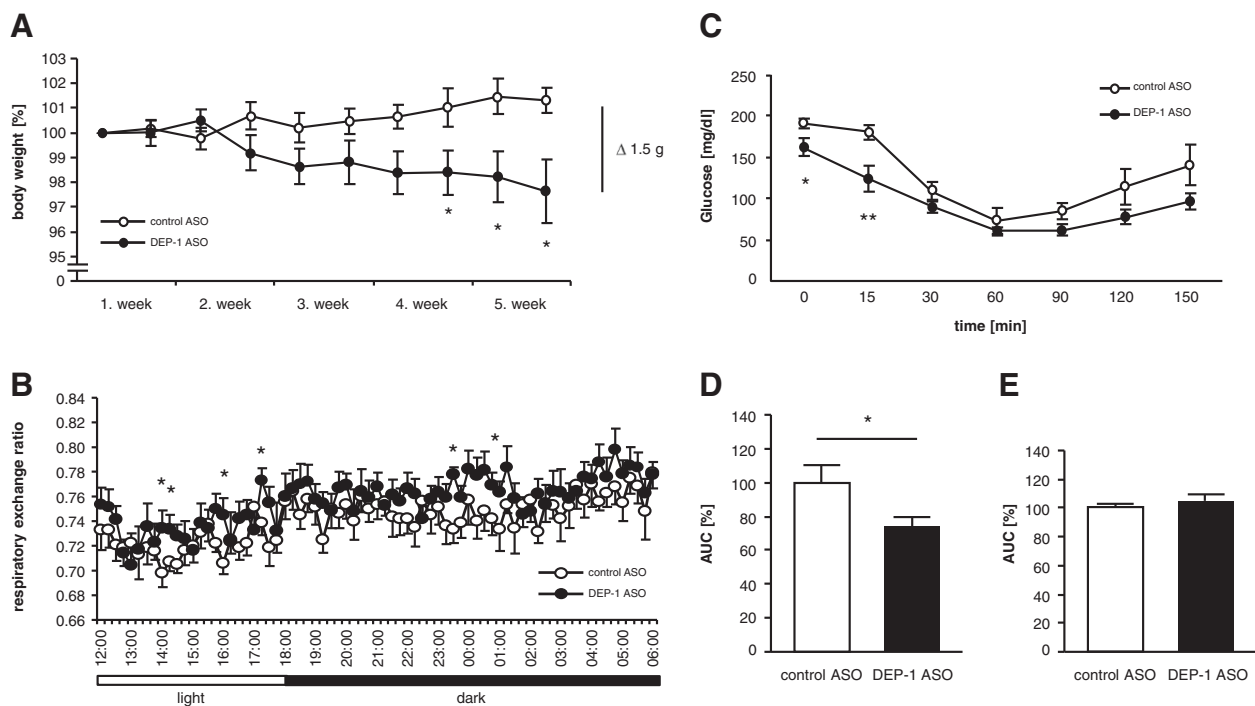 A
103
102
101
100
99
98
97
96
95
0
body weight [%]
control ASO
DEP-1 ASO
*
*
*
Δ 1.5 g
1. week 2. week 3. week 4. week 5. week
C
250
200
150
100
50
0
Glucose [mg/dl]
control ASO
DEP-1 ASO
*
**
0 15 30 60 90 120 150
time [min]
B
0.84
0.82
0.80
0.78
0.76
0.74
0.72
0.70
0.68
0.66
respiratory exchange ratio
* * * * * *
control ASO
DEP-1 ASO
12:00 13:00 14:00 15:00 16:00 17:00 18:00 19:00 20:00 21:00 22:00 23:00 00:00 01:00 02:00 03:00 04:00 05:00 06:00
light dark
D
140
120
100
80
60
40
20
0
AUC [%]
*
control ASO DEP-1 ASO
E
140
120
100
80
60
40
20
0
AUC [%]
control ASO DEP-1 ASO